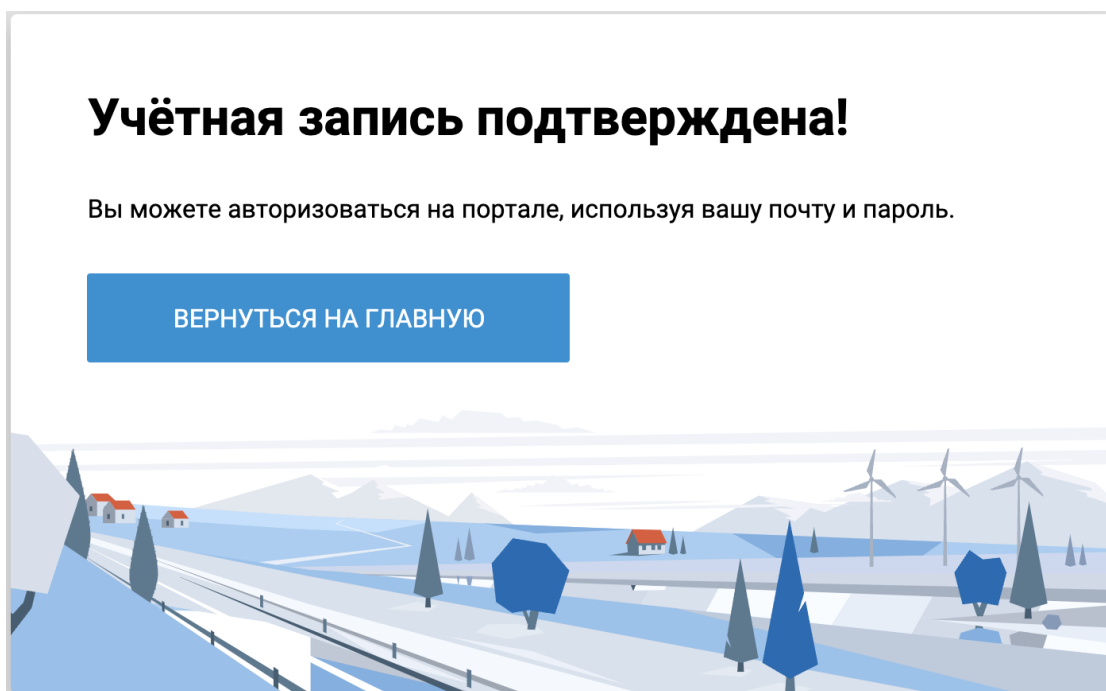 Учётная запись подтверждена!
Вы можете авторизоваться на портале, используя вашу почту и пароль.
ВЕРНУТЬСЯ НА ГЛАВНУЮ